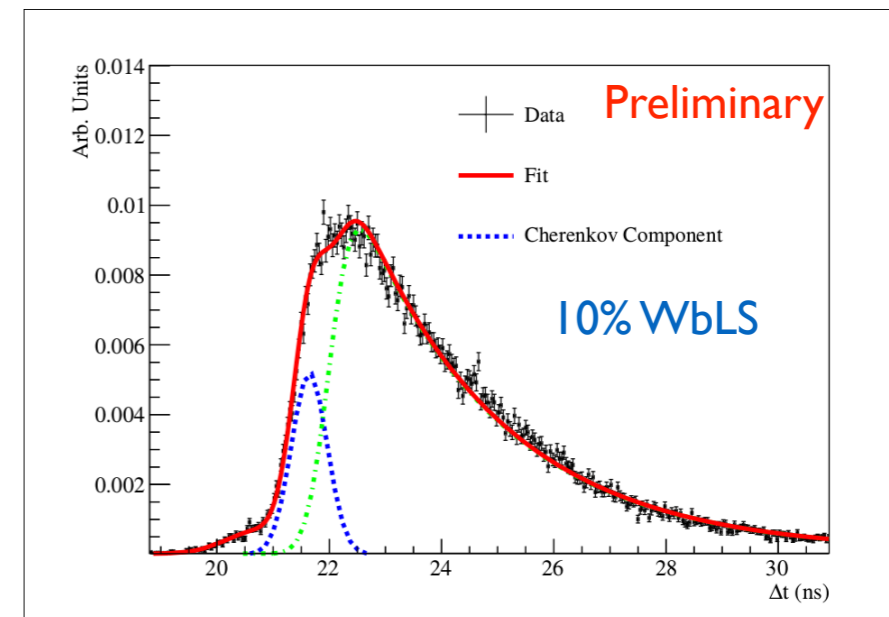 0.014
Preliminary
Data
0.012
Fit
0.01
Cherenkov Component
0.008
10% WbLS
0.006
0.004
0.002
Arb. Units
20 22 24 26 28 30
Δt (ns)